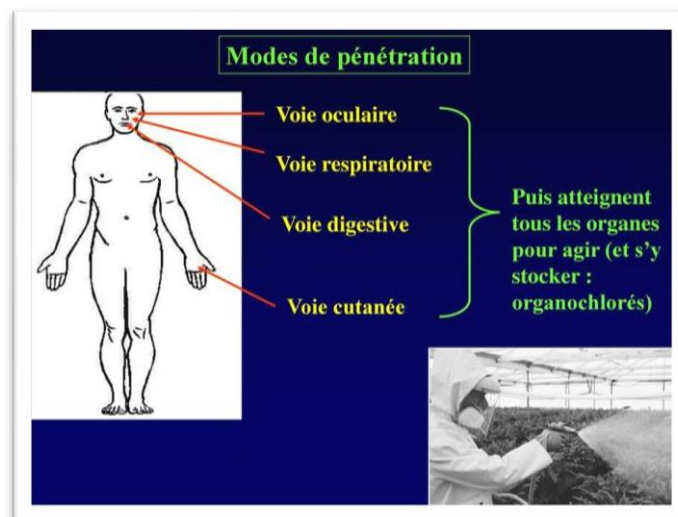 Modes de pénétration
Voie oculaire
Voie respiratoire
Voie digestive
Voie cutanée
Puis atteignent
tous les organes
pour agir (et s’y
stocker :
organochlorés)